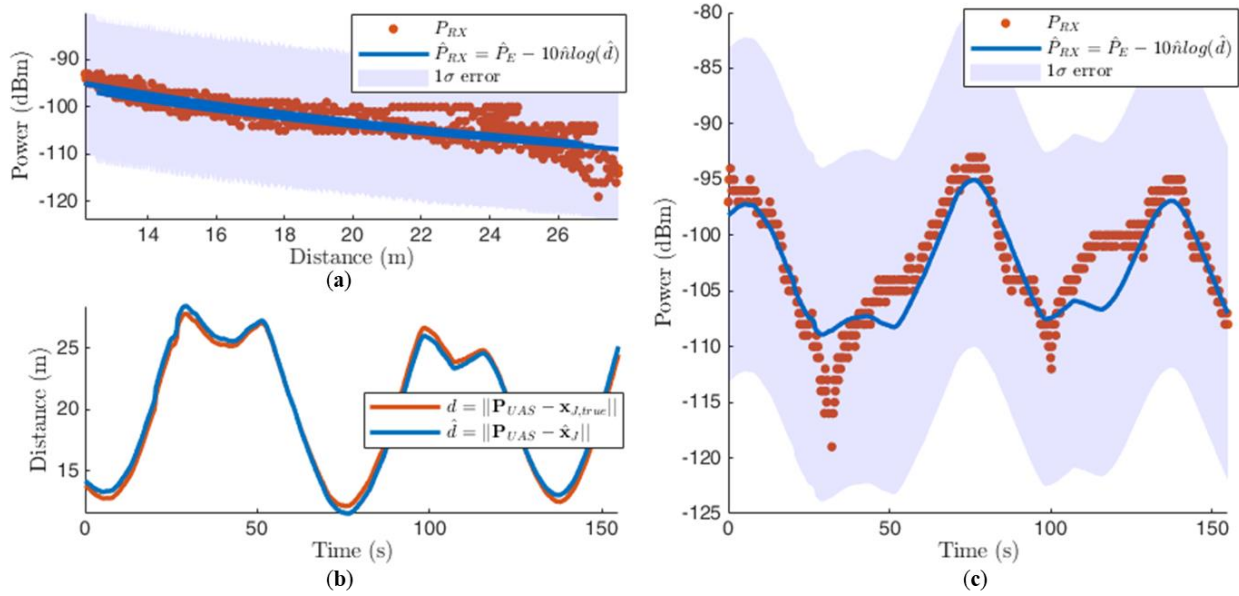 P_RX
P̂_RX = P̂_E − 10n̂log(d̂)
1σ error
Power (dBm)
-90
-100
-110
-120
14 16 18 20 22 24 26
Distance (m)
(a)
Distance (m)
25
20
15
d = ||P_UAS − x_J,true||
d̂ = ||P_UAS − x̂_J||
0 50 100 150
Time (s)
(b)
P_RX
P̂_RX = P̂_E − 10n̂log(d̂)
1σ error
Power (dBm)
-80
-85
-90
-95
-100
-105
-110
-115
-120
-125
0 50 100 150
Time (s)
(c)